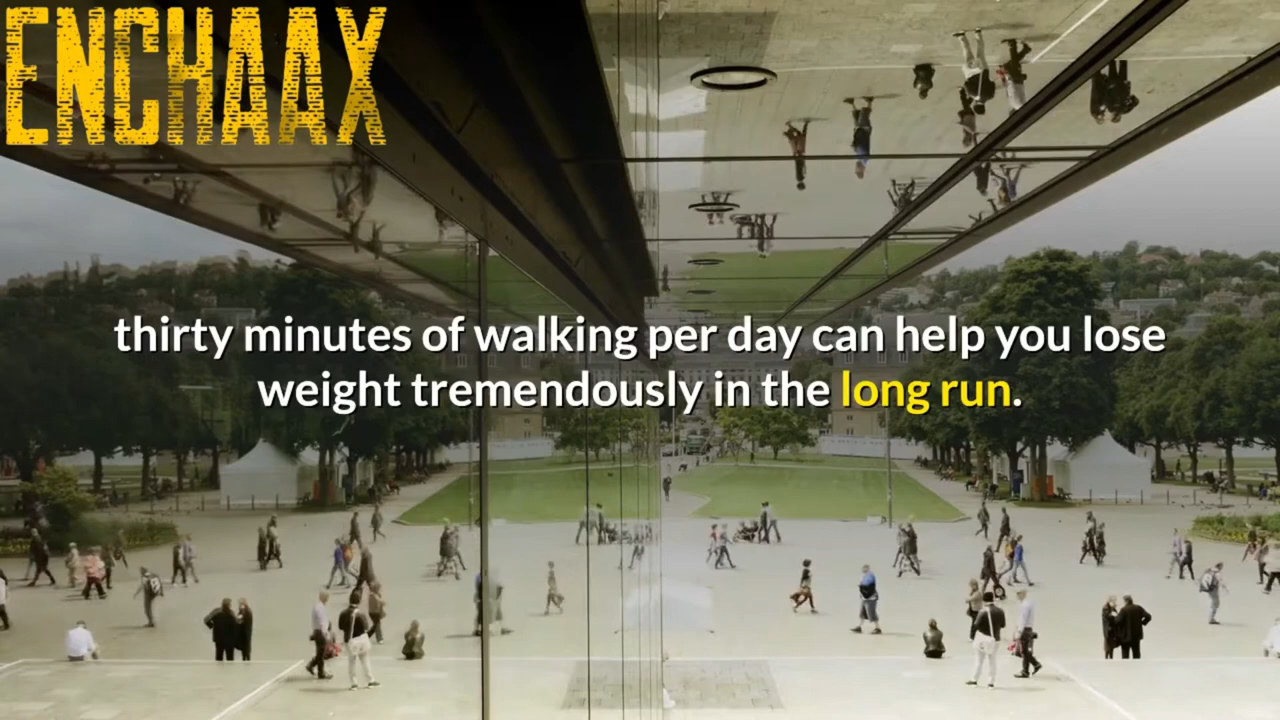 ENCHAAX
thirty minutes of walking per day can help you lose
weight tremendously in the long run.